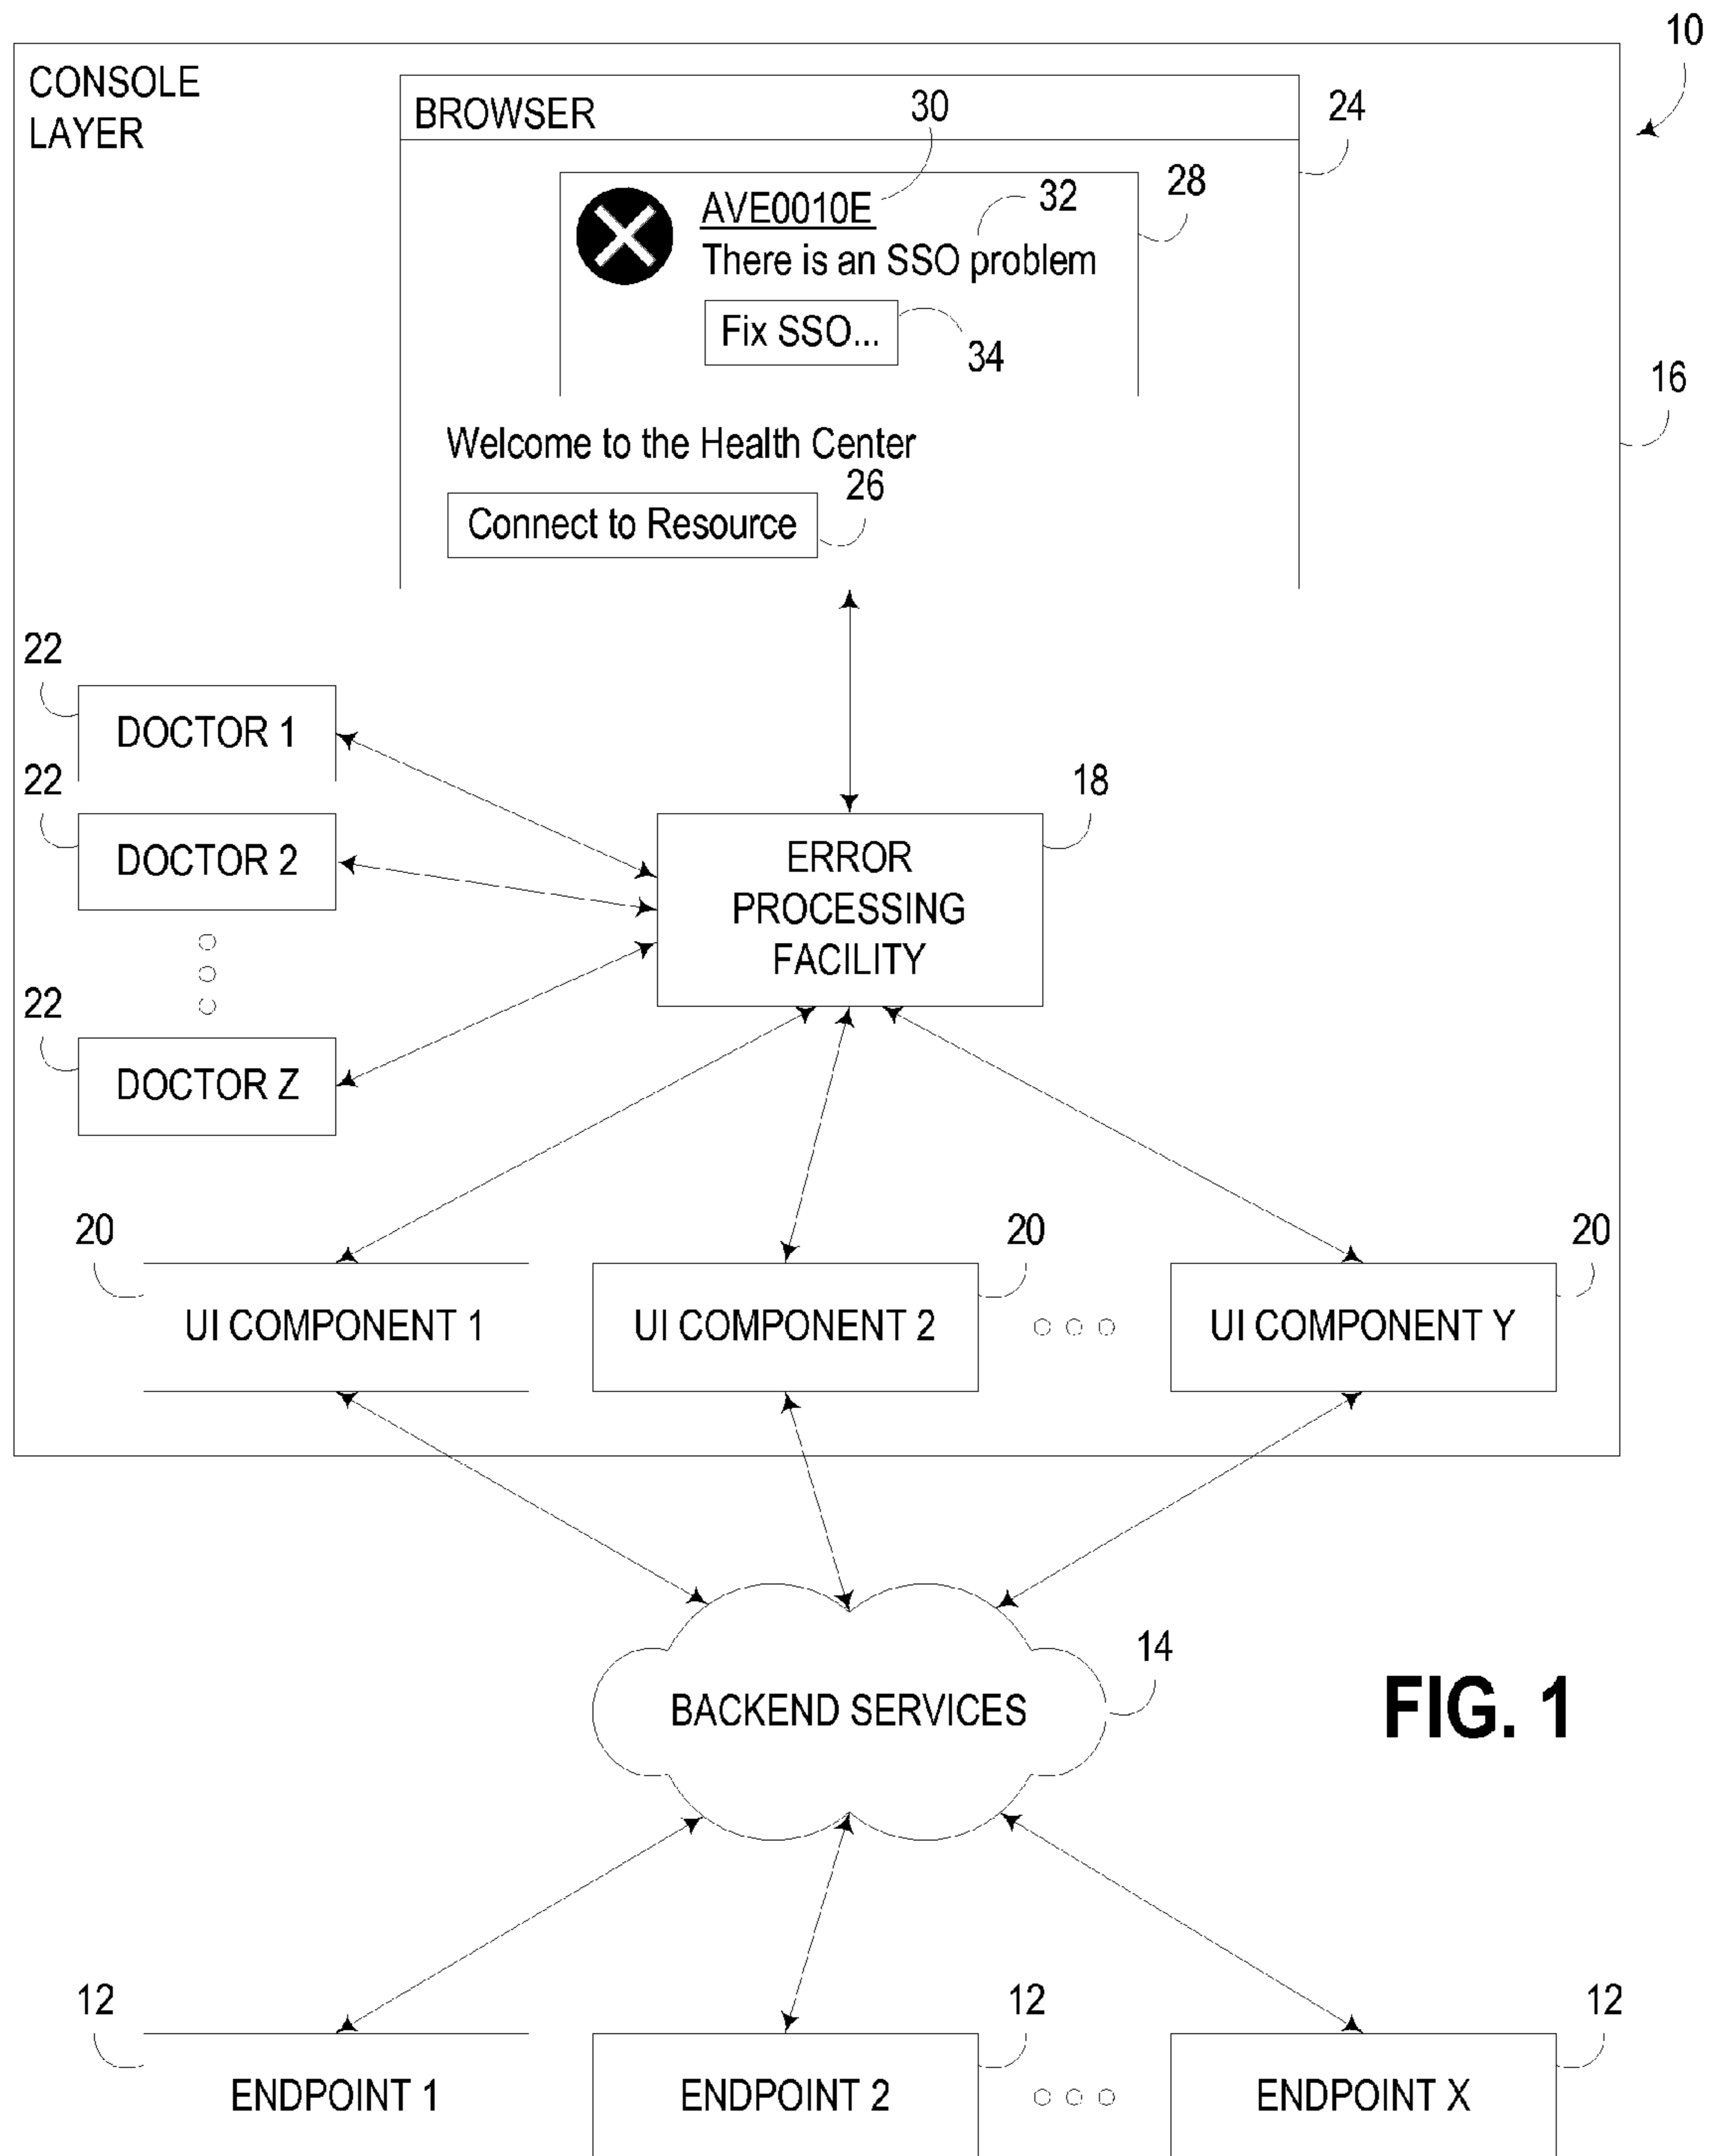 10
CONSOLE
LAYER
BROWSER
30
24
AVE0010E
32
28
There is an SSO problem
Fix SSO...
34
16
Welcome to the Health Center
26
Connect to Resource
22
DOCTOR 1
22
18
DOCTOR 2
ERROR
PROCESSING
FACILITY
22
DOCTOR Z
20
20
20
UI COMPONENT 1
UI COMPONENT 2
UI COMPONENT Y
14
BACKEND SERVICES
FIG. 1
12
12
12
ENDPOINT 1
ENDPOINT 2
ENDPOINT X